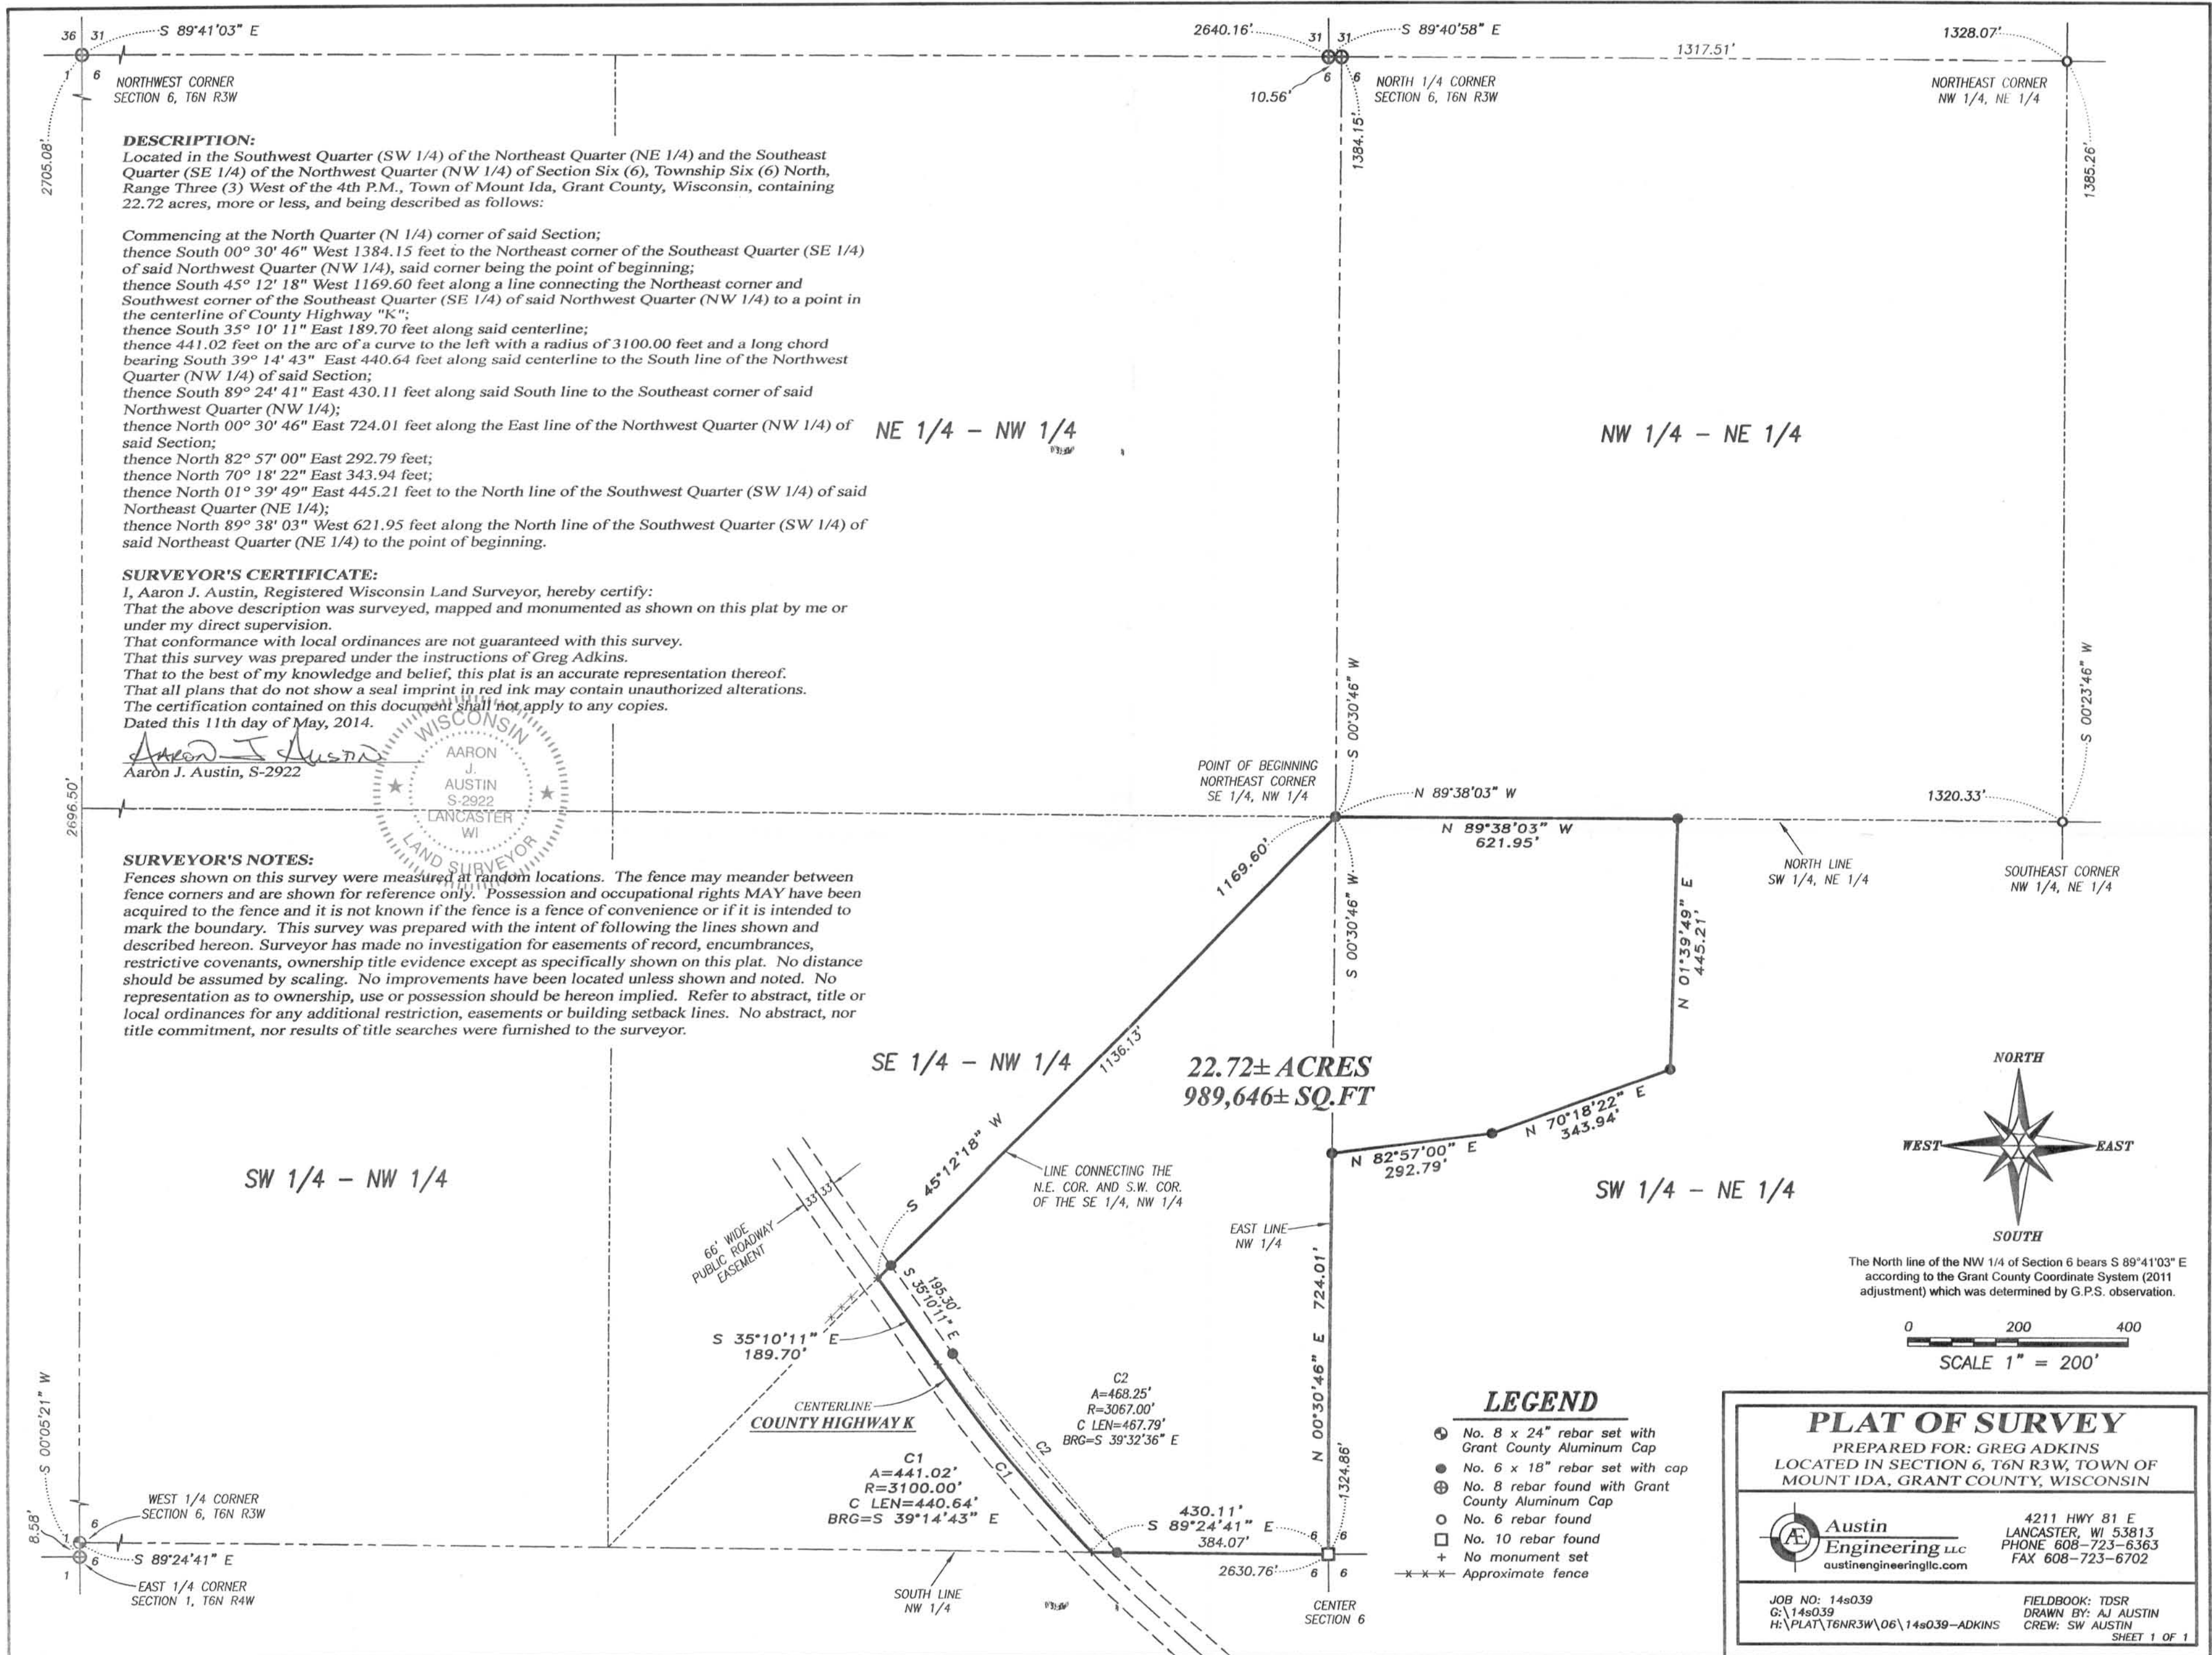 36 31
S 89°41'03" E
1 6
NORTHWEST CORNER
SECTION 6, T6N R3W
2705.08'
2640.16'
31 31
S 89°40'58" E
6 6
10.56'
NORTH 1/4 CORNER
SECTION 6, T6N R3W
1384.15'
1317.51'
1328.07'
NORTHEAST CORNER
NW 1/4, NE 1/4
1385.26'
DESCRIPTION:
Located in the Southwest Quarter (SW 1/4) of the Northeast Quarter (NE 1/4) and the Southeast
Quarter (SE 1/4) of the Northwest Quarter (NW 1/4) of Section Six (6), Township Six (6) North,
Range Three (3) West of the 4th P.M., Town of Mount Ida, Grant County, Wisconsin, containing
22.72 acres, more or less, and being described as follows:
Commencing at the North Quarter (N 1/4) corner of said Section;
thence South 00° 30' 46" West 1384.15 feet to the Northeast corner of the Southeast Quarter (SE 1/4)
of said Northwest Quarter (NW 1/4), said corner being the point of beginning;
thence South 45° 12' 18" West 1169.60 feet along a line connecting the Northeast corner and
Southwest corner of the Southeast Quarter (SE 1/4) of said Northwest Quarter (NW 1/4) to a point in
the centerline of County Highway "K";
thence South 35° 10' 11" East 189.70 feet along said centerline;
thence 441.02 feet on the arc of a curve to the left with a radius of 3100.00 feet and a long chord
bearing South 39° 14' 43" East 440.64 feet along said centerline to the South line of the Northwest
Quarter (NW 1/4) of said Section;
thence South 89° 24' 41" East 430.11 feet along said South line to the Southeast corner of said
Northwest Quarter (NW 1/4);
thence North 00° 30' 46" East 724.01 feet along the East line of the Northwest Quarter (NW 1/4) of
said Section;
thence North 82° 57' 00" East 292.79 feet;
thence North 70° 18' 22" East 343.94 feet;
thence North 01° 39' 49" East 445.21 feet to the North line of the Southwest Quarter (SW 1/4) of said
Northeast Quarter (NE 1/4);
thence North 89° 38' 03" West 621.95 feet along the North line of the Southwest Quarter (SW 1/4) of
said Northeast Quarter (NE 1/4) to the point of beginning.
NE 1/4 – NW 1/4
NW 1/4 – NE 1/4
SURVEYOR'S CERTIFICATE:
I, Aaron J. Austin, Registered Wisconsin Land Surveyor, hereby certify:
That the above description was surveyed, mapped and monumented as shown on this plat by me or
under my direct supervision.
That conformance with local ordinances are not guaranteed with this survey.
That this survey was prepared under the instructions of Greg Adkins.
That to the best of my knowledge and belief, this plat is an accurate representation thereof.
That all plans that do not show a seal imprint in red ink may contain unauthorized alterations.
The certification contained on this document shall not apply to any copies.
Dated this 11th day of May, 2014.
Aaron J Austin
Aaron J. Austin, S-2922
WISCONSIN
AARON
J.
AUSTIN
S-2922
LANCASTER
WI
LAND SURVEYOR
2696.50'
SURVEYOR'S NOTES:
Fences shown on this survey were measured at random locations. The fence may meander between
fence corners and are shown for reference only. Possession and occupational rights MAY have been
acquired to the fence and it is not known if the fence is a fence of convenience or if it is intended to
mark the boundary. This survey was prepared with the intent of following the lines shown and
described hereon. Surveyor has made no investigation for easements of record, encumbrances,
restrictive covenants, ownership title evidence except as specifically shown on this plat. No distance
should be assumed by scaling. No improvements have been located unless shown and noted. No
representation as to ownership, use or possession should be hereon implied. Refer to abstract, title or
local ordinances for any additional restriction, easements or building setback lines. No abstract, nor
title commitment, nor results of title searches were furnished to the surveyor.
S 00°30'46" W
S 00°23'46" W
POINT OF BEGINNING
NORTHEAST CORNER
SE 1/4, NW 1/4
N 89°38'03" W
N 89°38'03" W
621.95'
1320.33'
NORTH LINE
SW 1/4, NE 1/4
SOUTHEAST CORNER
NW 1/4, NE 1/4
1169.60'
S 00°30'46" W
N 01°39'49" E
445.21'
SE 1/4 – NW 1/4
1136.13'
22.72± ACRES
989,646± SQ.FT
N 70°18'22" E
343.94'
N 82°57'00" E
292.79'
SW 1/4 – NW 1/4
SW 1/4 – NE 1/4
S 45°12'18" W
LINE CONNECTING THE
N.E. COR. AND S.W. COR.
OF THE SE 1/4, NW 1/4
33' 33'
66' WIDE
PUBLIC ROADWAY
EASEMENT
EAST LINE
NW 1/4
195.30'
S 35°10'11" E
S 35°10'11" E
189.70'
N 00°30'46" E 724.01'
CENTERLINE
COUNTY HIGHWAY K
C2
A=468.25'
R=3067.00'
C LEN=467.79'
BRG=S 39°32'36" E
C1
A=441.02'
R=3100.00'
C LEN=440.64'
BRG=S 39°14'43" E
C1
C2
1324.86'
430.11'
S 89°24'41" E
384.07'
2630.76'
6 6
6 6
CENTER
SECTION 6
SOUTH LINE
NW 1/4
S 00°05'21" W
8.58'
WEST 1/4 CORNER
SECTION 6, T6N R3W
1 6
S 89°24'41" E
6
1
EAST 1/4 CORNER
SECTION 1, T6N R4W
NORTH
WEST
EAST
SOUTH
The North line of the NW 1/4 of Section 6 bears S 89°41'03" E
according to the Grant County Coordinate System (2011
adjustment) which was determined by G.P.S. observation.
0 200 400
SCALE 1" = 200'
LEGEND
No. 8 x 24" rebar set with
Grant County Aluminum Cap
No. 6 x 18" rebar set with cap
No. 8 rebar found with Grant
County Aluminum Cap
No. 6 rebar found
No. 10 rebar found
No monument set
Approximate fence
PLAT OF SURVEY
PREPARED FOR: GREG ADKINS
LOCATED IN SECTION 6, T6N R3W, TOWN OF
MOUNT IDA, GRANT COUNTY, WISCONSIN
AE
Austin
Engineering LLC
austinengineeringllc.com
4211 HWY 81 E
LANCASTER, WI 53813
PHONE 608-723-6363
FAX 608-723-6702
JOB NO: 14s039
G:\14s039
H:\PLAT\T6NR3W\06\14s039-ADKINS
FIELDBOOK: TDSR
DRAWN BY: AJ AUSTIN
CREW: SW AUSTIN
SHEET 1 OF 1